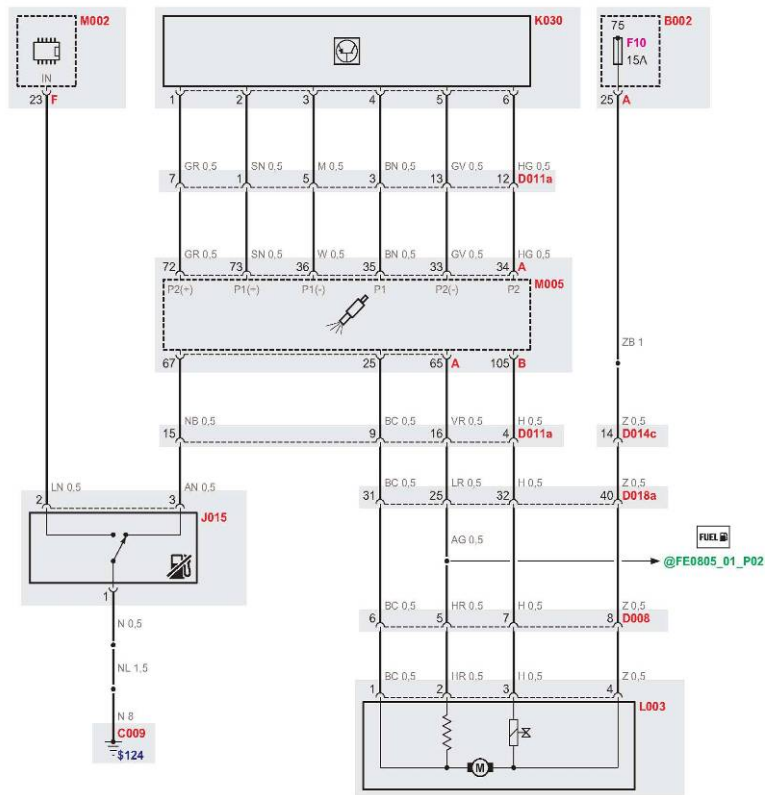 M002 K030 B002
75
F10
15A
IN
23 F 1 2 3 4 5 6 25 A
GR 0,5 SN 0,5 M 0,5 BN 0,5 GV 0,5 HG 0,5
7 1 5 3 13 12 D011a
GR 0,5 SN 0,5 W 0,5 BN 0,5 GV 0,5 HG 0,5
72 73 36 35 33 34 A
P2(+) P1(+) P1(-) P1 P2(-) P2 M005
ZB 1
67 25 65 A 105 B
NB 0,5 BC 0,5 VR 0,5 H 0,5 Z 0,5
15 9 16 4 D011a 14 D014c
LN 0,5 AN 0,5 BC 0,5 LR 0,5 H 0,5 Z 0,5
2 3 31 25 32 40 D018a
J015
FUEL
AG 0,5
@FE0805_01_P02
1
N 0,5 BC 0,5 HR 0,5 H 0,5 Z 0,5
6 5 7 8 D008
NL 1,5
BC 0,5 HR 0,5 H 0,5 Z 0,5
1 2 3 4
L003
N 8
C009
$124
M